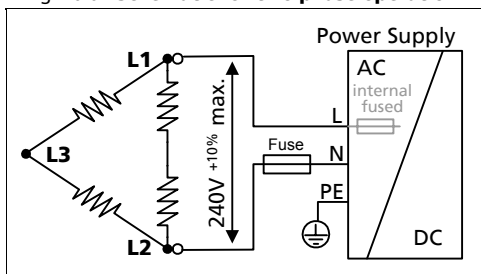 Power Supply
L1
AC
internal
fused
L
Fuse
N
L3
240V +10% max.
PE
L2
DC